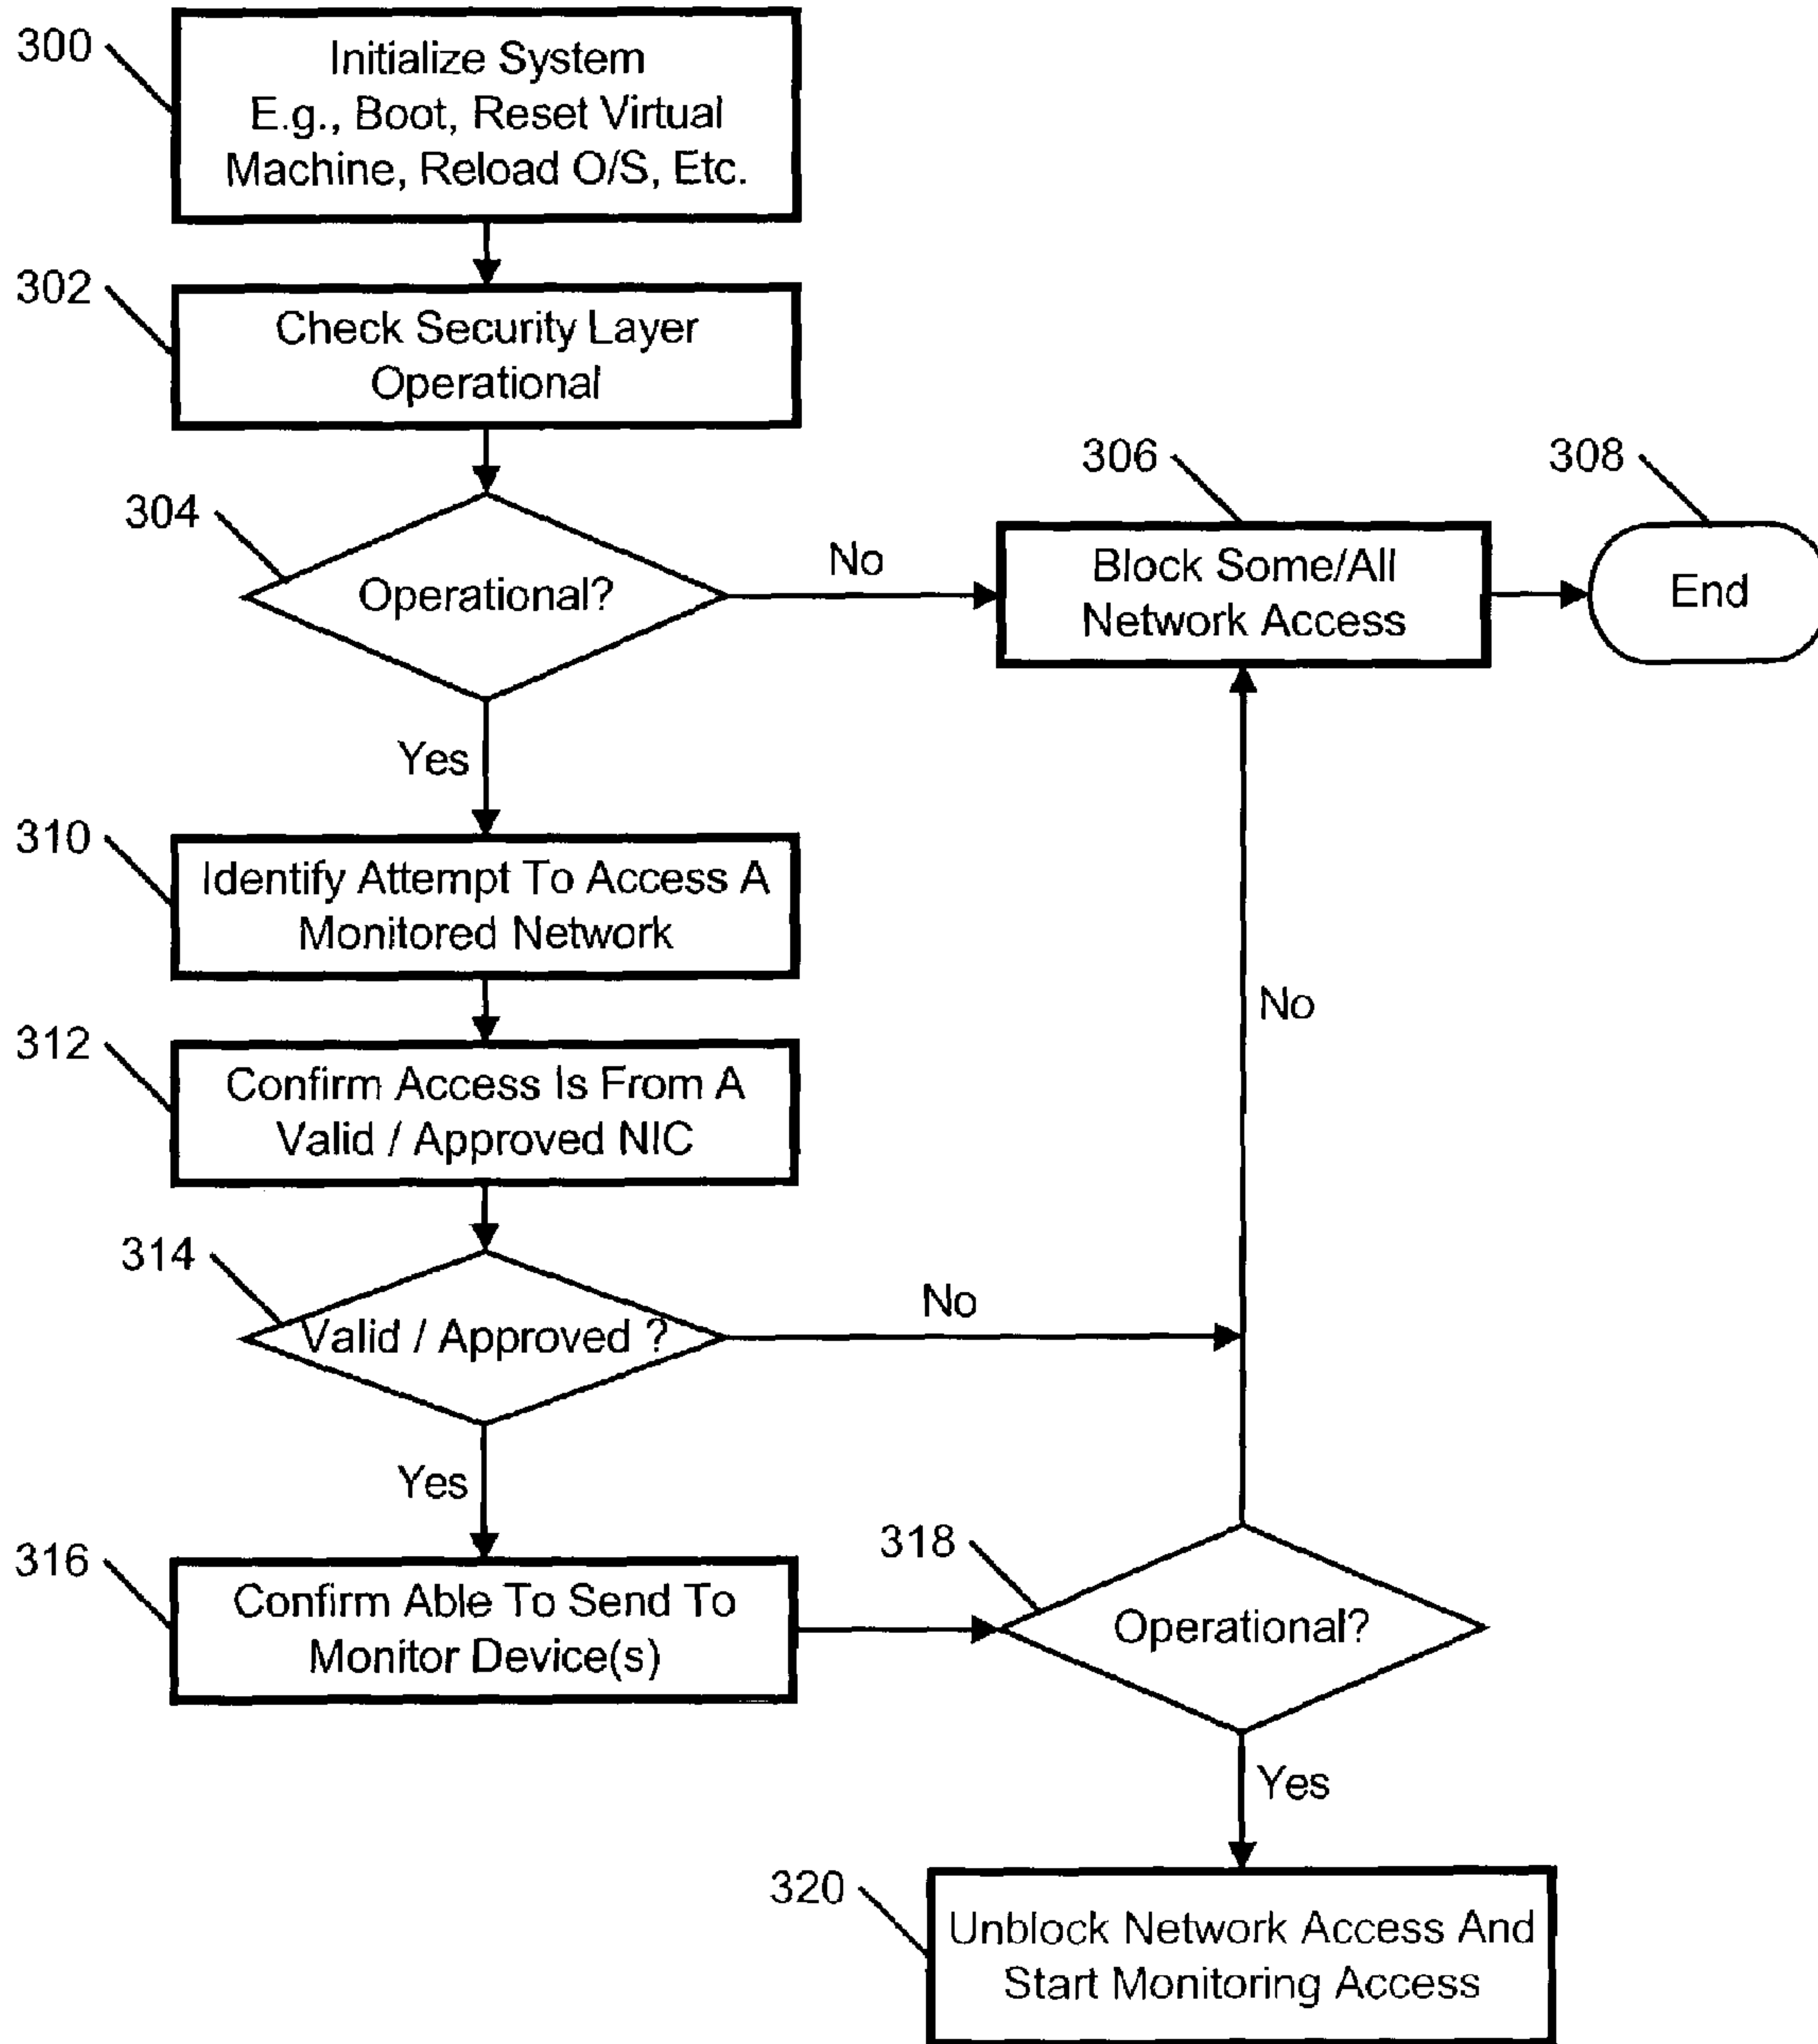 300
Initialize System
E.g., Boot, Reset Virtual
Machine, Reload O/S, Etc.
302
Check Security Layer
Operational
304
Operational?
No
306
Block Some/All
Network Access
308
End
Yes
310
Identify Attempt To Access A
Monitored Network
312
Confirm Access Is From A
Valid / Approved NIC
No
314
Valid / Approved ?
No
Yes
316
Confirm Able To Send To
Monitor Device(s)
318
Operational?
Yes
320
Unblock Network Access And
Start Monitoring Access